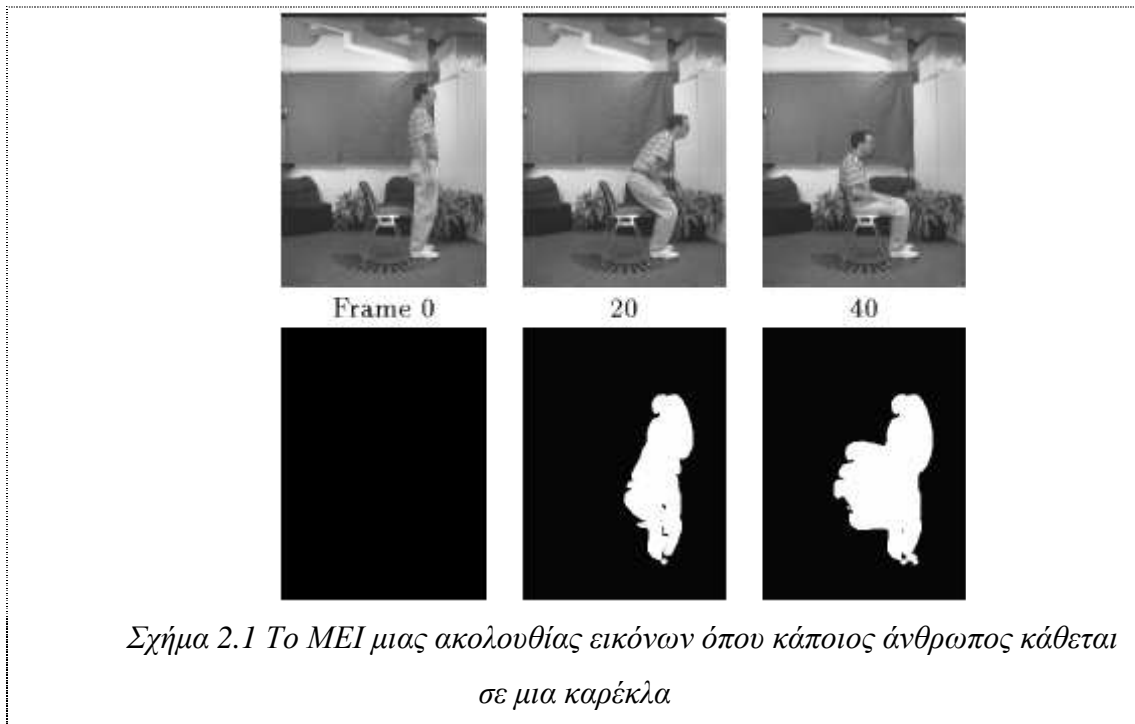 Frame 0 20 40
Σχήμα 2.1 Το ΜΕΙ μιας ακολουθίας εικόνων όπου κάποιος άνθρωπος κάθεται
σε μια καρέκλα